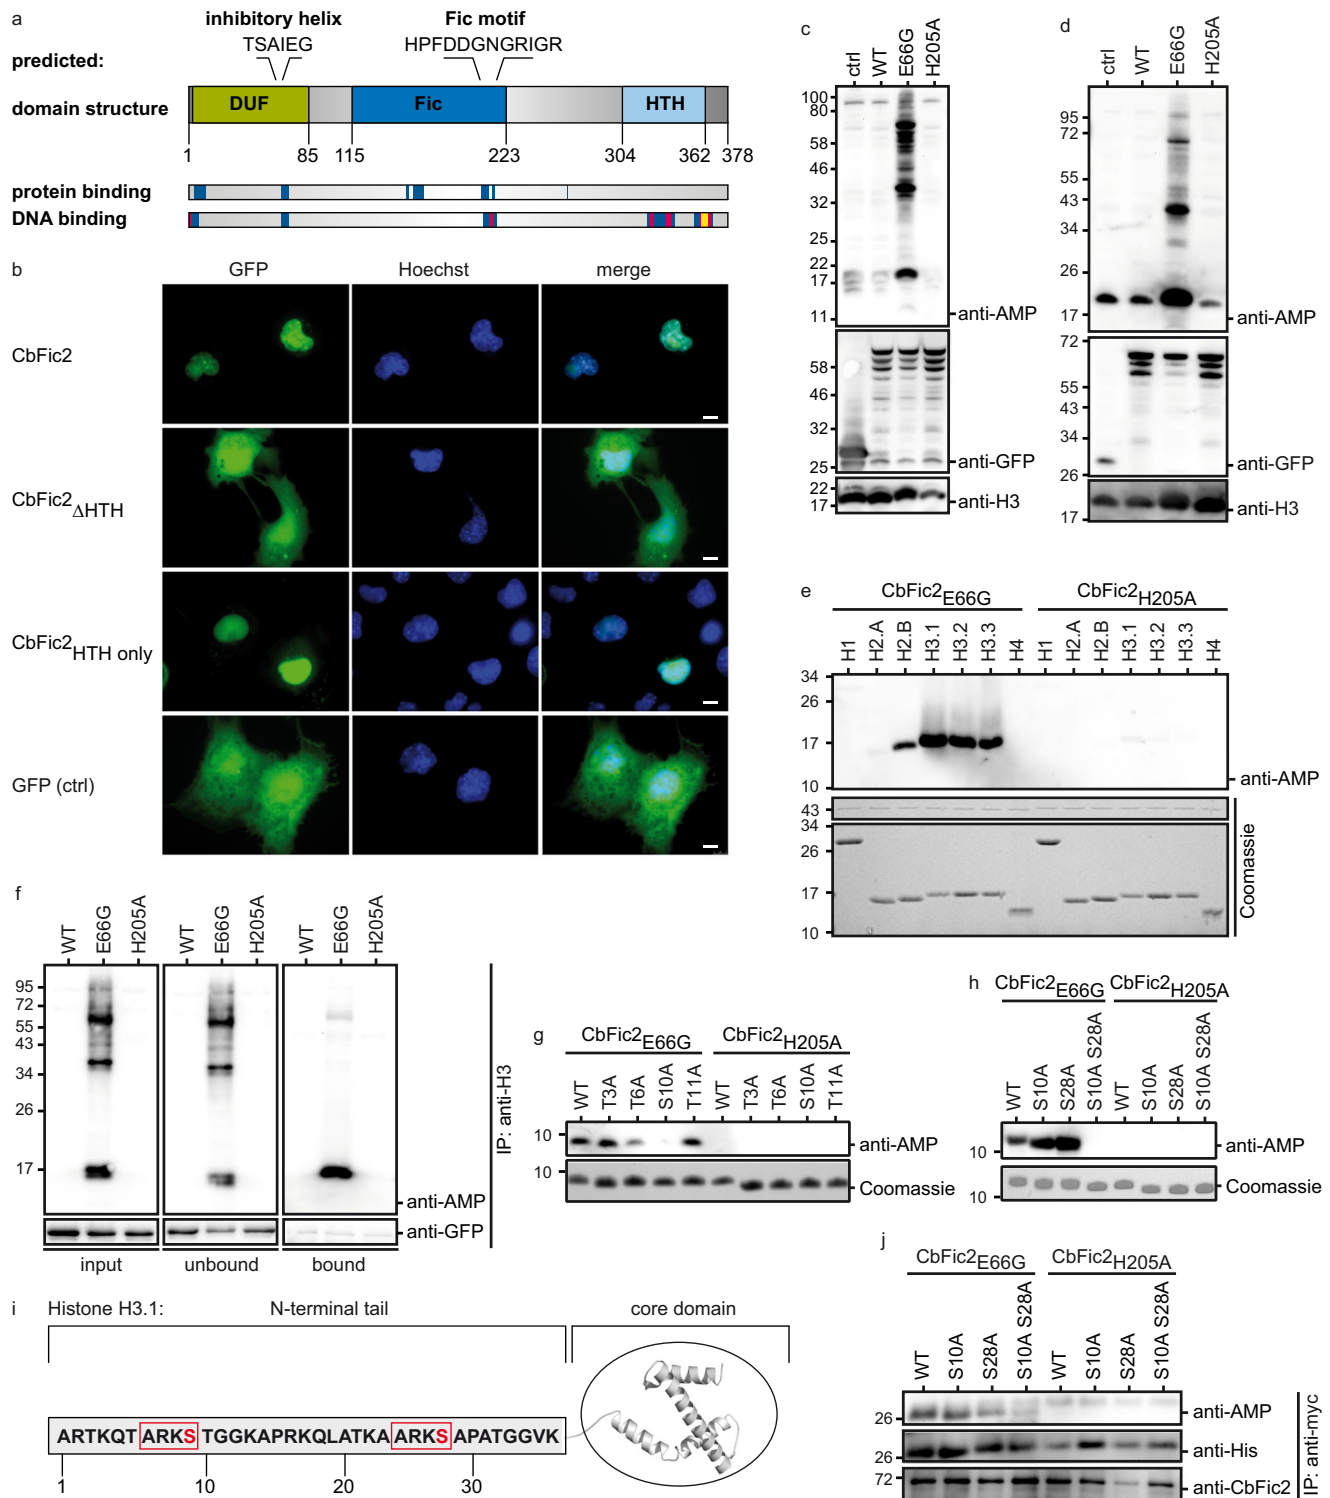 a
inhibitory helix Fic motif
TSAIEG HPFDDGNGRIGR
predicted:
domain structure DUF Fic HTH
1 85 115 223 304 362 378
protein binding
DNA binding
b
GFP Hoechst merge
CbFic2
CbFic2ΔHTH
CbFic2HTH only
GFP (ctrl)
c
ctrl WT E66G H205A
100
80
58
46
32
25
22
17
11
anti-AMP
58
46
32
25
anti-GFP
22
17
anti-H3
d
ctrl WT E66G H205A
95
72
55
43
34
26
17
anti-AMP
72
55
43
34
26
anti-GFP
17
anti-H3
e
CbFic2E66G CbFic2H205A
H1 H2.A H2.B H3.1 H3.2 H3.3 H4 H1 H2.A H2.B H3.1 H3.2 H3.3 H4
34
26
17
10
anti-AMP
43
34
26
17
10
Coomassie
f
WT E66G H205A WT E66G H205A WT E66G H205A
95
72
55
43
26
17
anti-AMP
anti-GFP
input unbound bound
IP: anti-H3
g
CbFic2E66G CbFic2H205A
WT T3A T6A S10A T11A WT T3A T6A S10A T11A
10
anti-AMP
10
Coomassie
h
CbFic2E66G CbFic2H205A
WT S10A S28A S10A S28A WT S10A S28A S10A S28A
10
anti-AMP
10
Coomassie
i
Histone H3.1: N-terminal tail core domain
ARTKQTARKSTGGKAPRKQLATKAARKSAPATGGVK
1 10 20 30
j
CbFic2E66G CbFic2H205A
WT S10A S28A S10A S28A WT S10A S28A S10A S28A
26
anti-AMP
26
anti-His
72
anti-CbFic2
IP: anti-myc